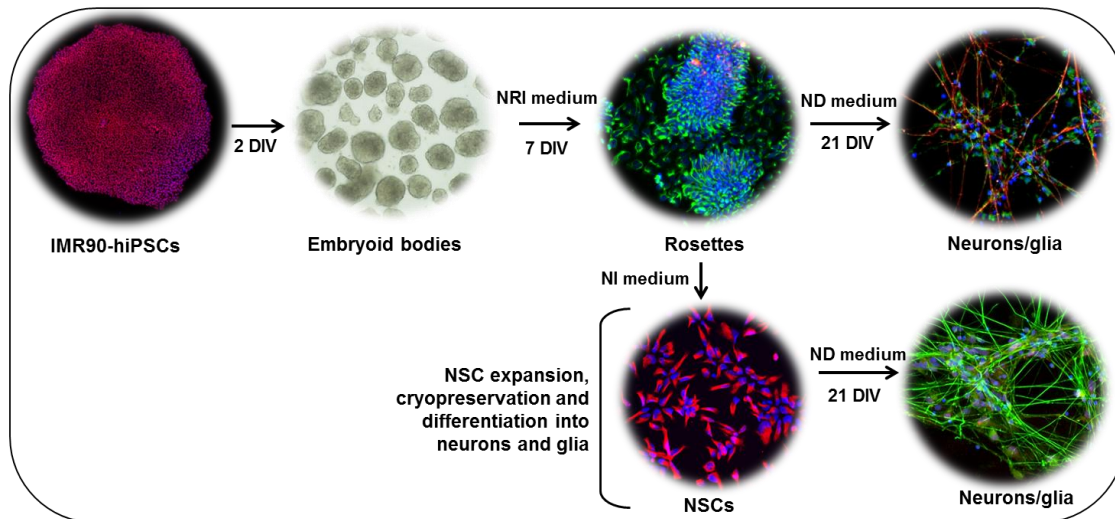 2 DIV
NRI medium
7 DIV
ND medium
21 DIV
IMR90-hiPSCs
Embryoid bodies
Rosettes
Neurons/glia
NI medium
NSC expansion,
cryopreservation and
differentiation into
neurons and glia
ND medium
21 DIV
NSCs
Neurons/glia